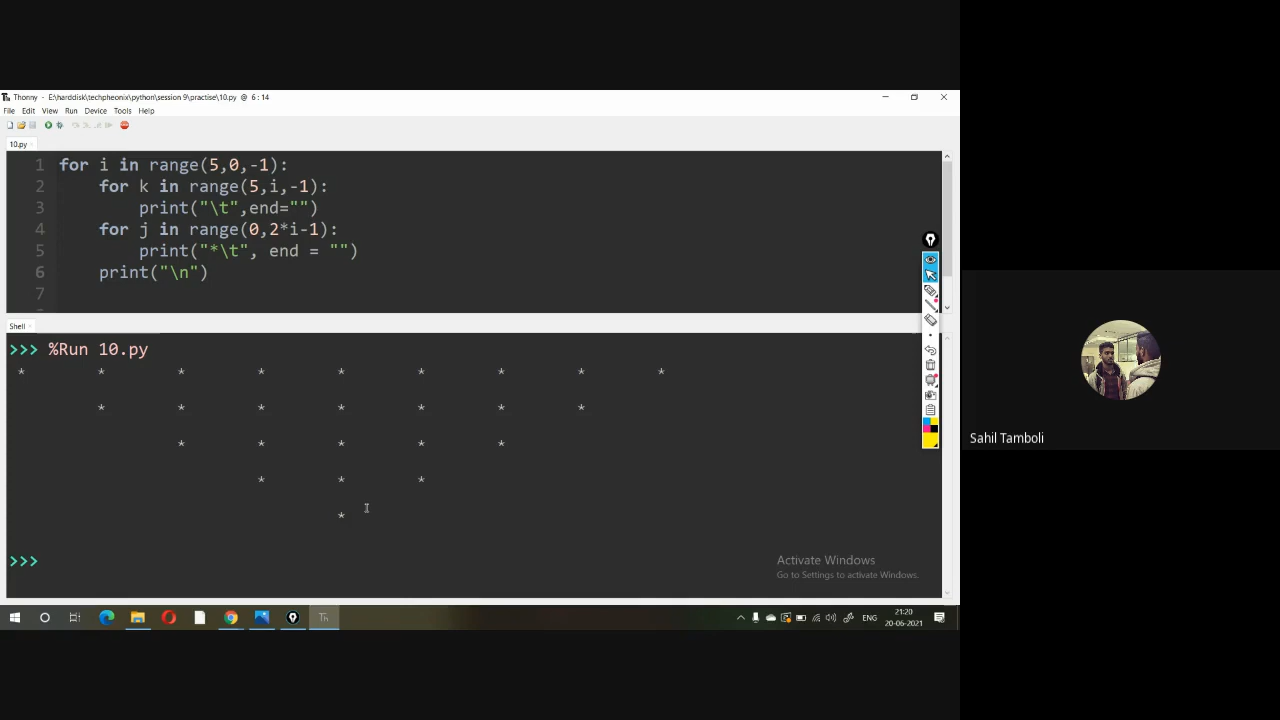 Th Thonny - E:\harddisk\techpheonix\python\session 9\practise\10.py @ 6 : 14
File Edit View Run Device Tools Help
10.py
1 for i in range(5,0,-1):
2     for k in range(5,i,-1):
3         print("\t",end="")
4     for j in range(0,2*i-1):
5         print("*\t", end = "")
6     print("\n")
7
Shell
>>> %Run 10.py
* * * * * * * * *
* * * * * * *
* * * * *
* * *
*
>>>
Activate Windows
Go to Settings to activate Windows.
Th
ENG
21:20
20-06-2021
Sahil Tamboli